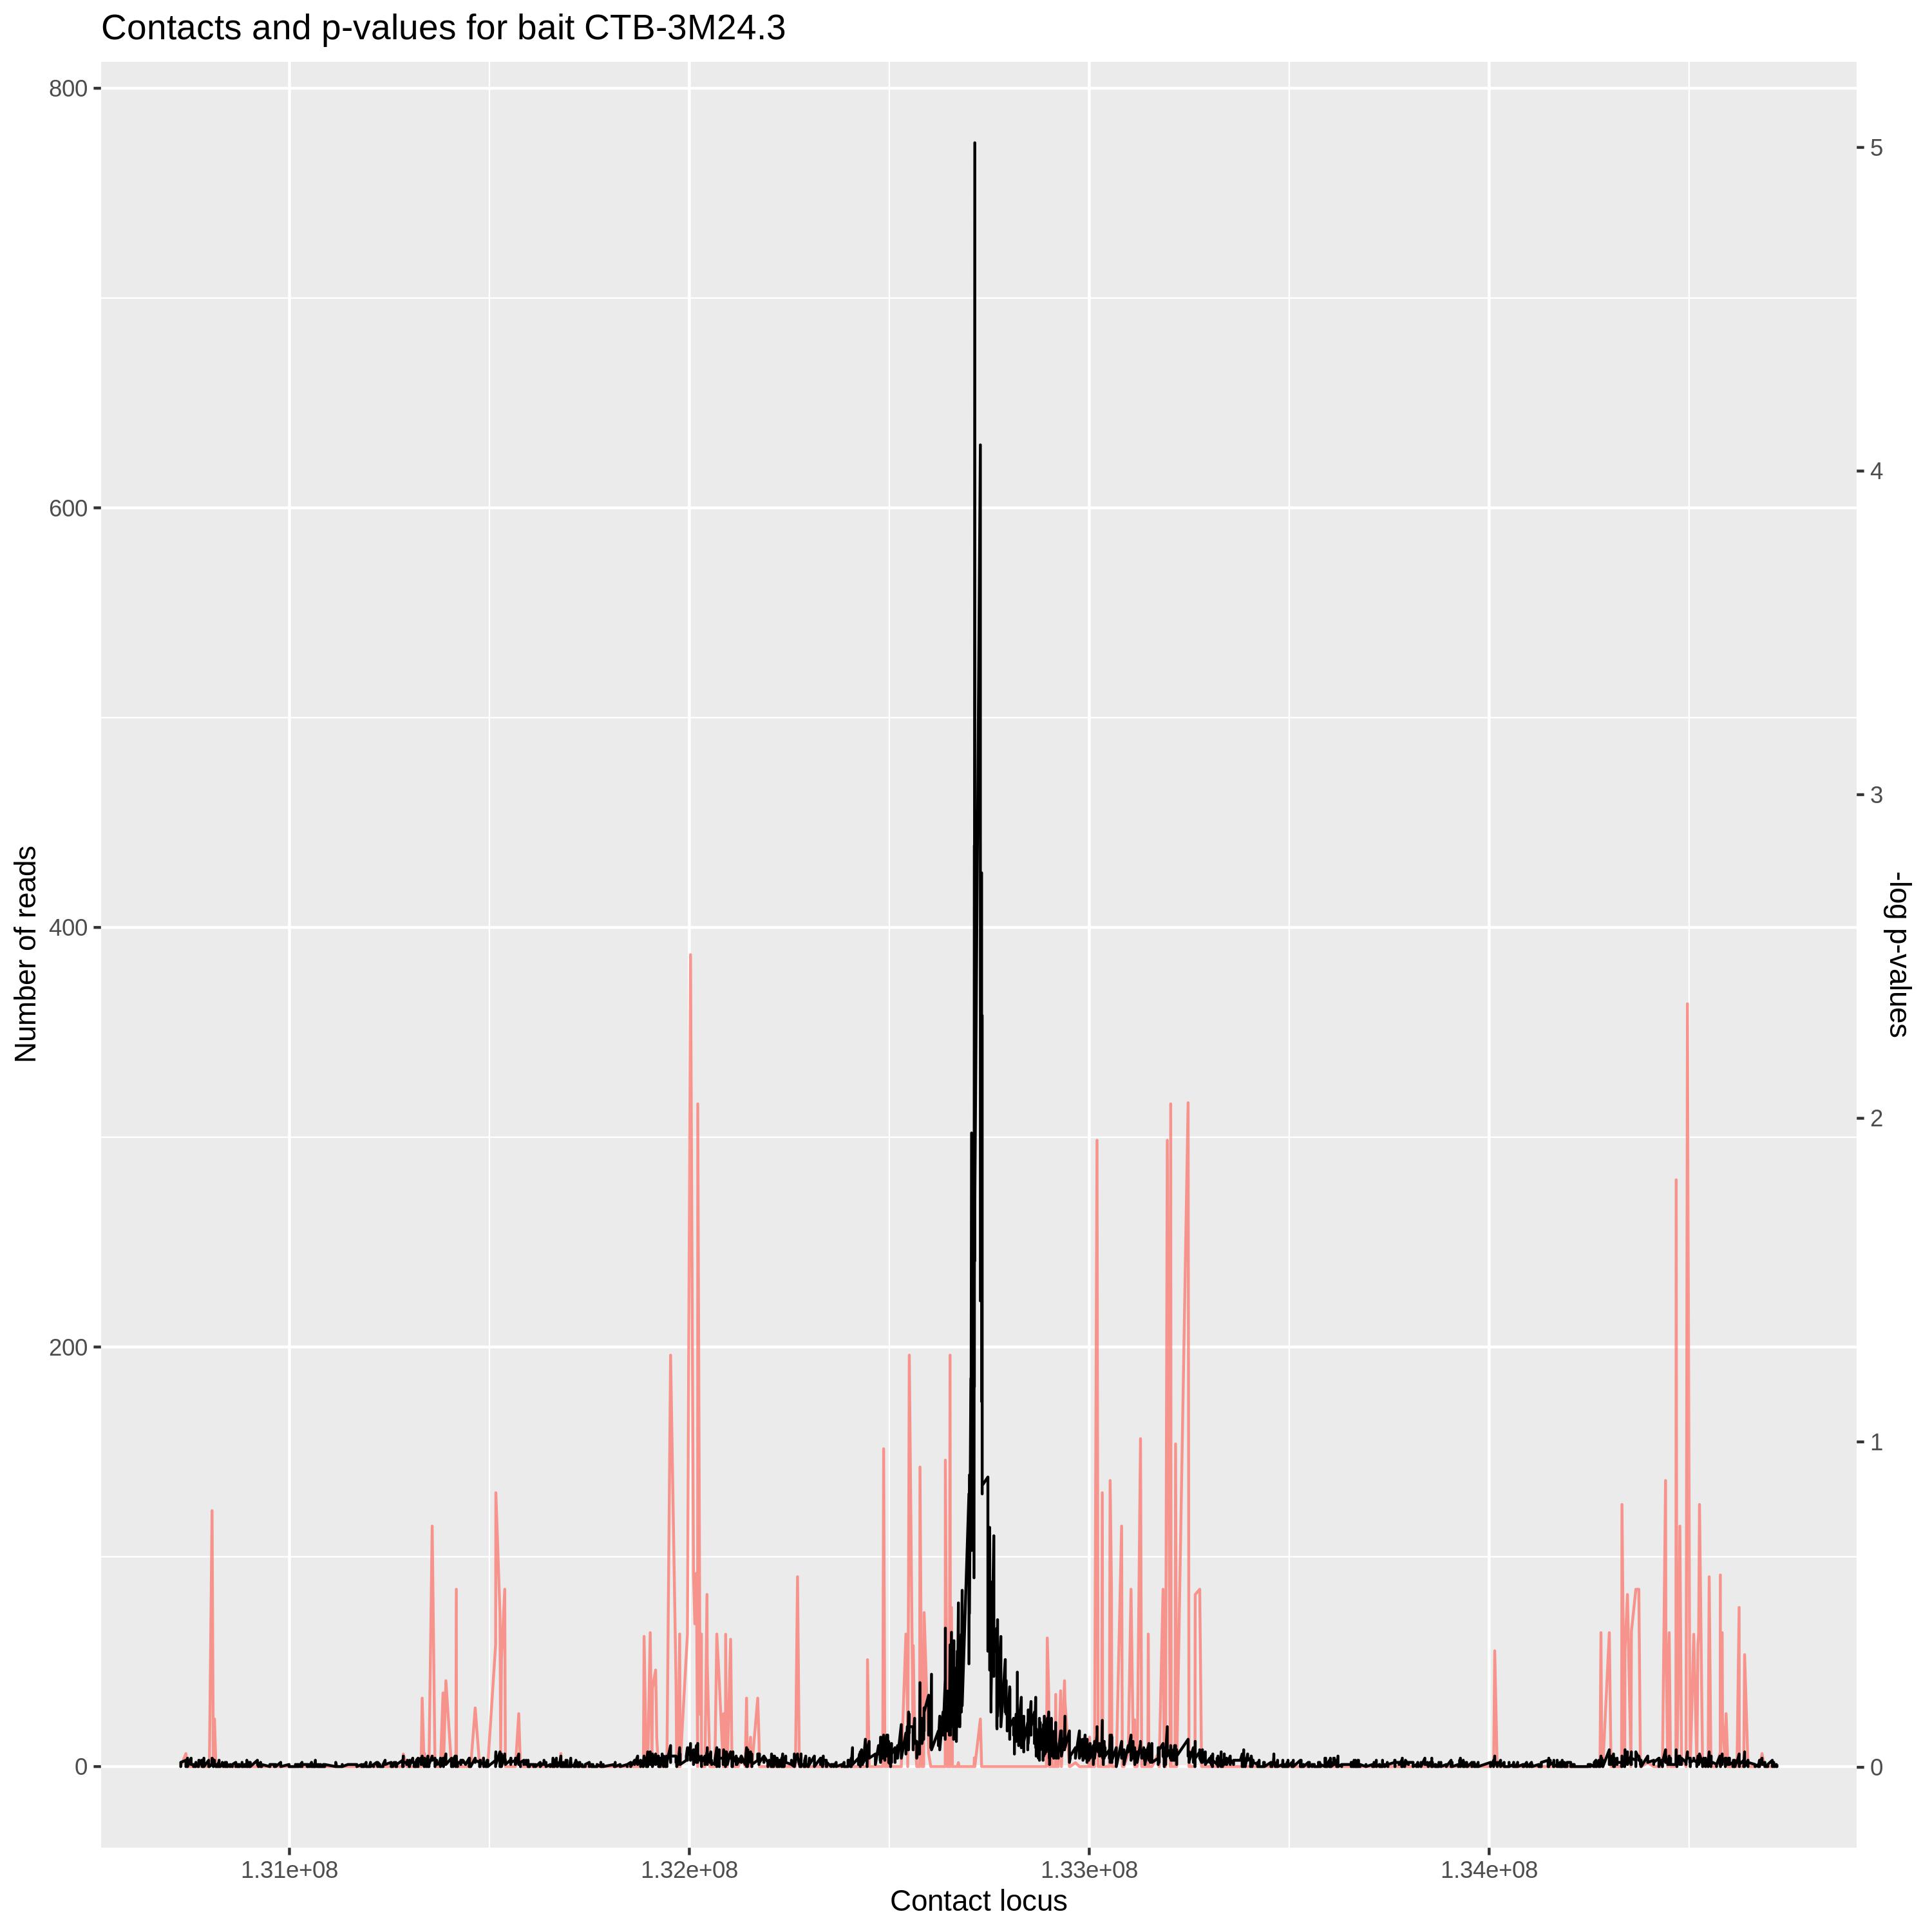 Contacts and p-values for bait CTB-3M24.3
800
600
400
200
0
Number of reads
5
4
3
2
1
0
-log p-values
1.31e+08
1.32e+08
1.33e+08
1.34e+08
Contact locus